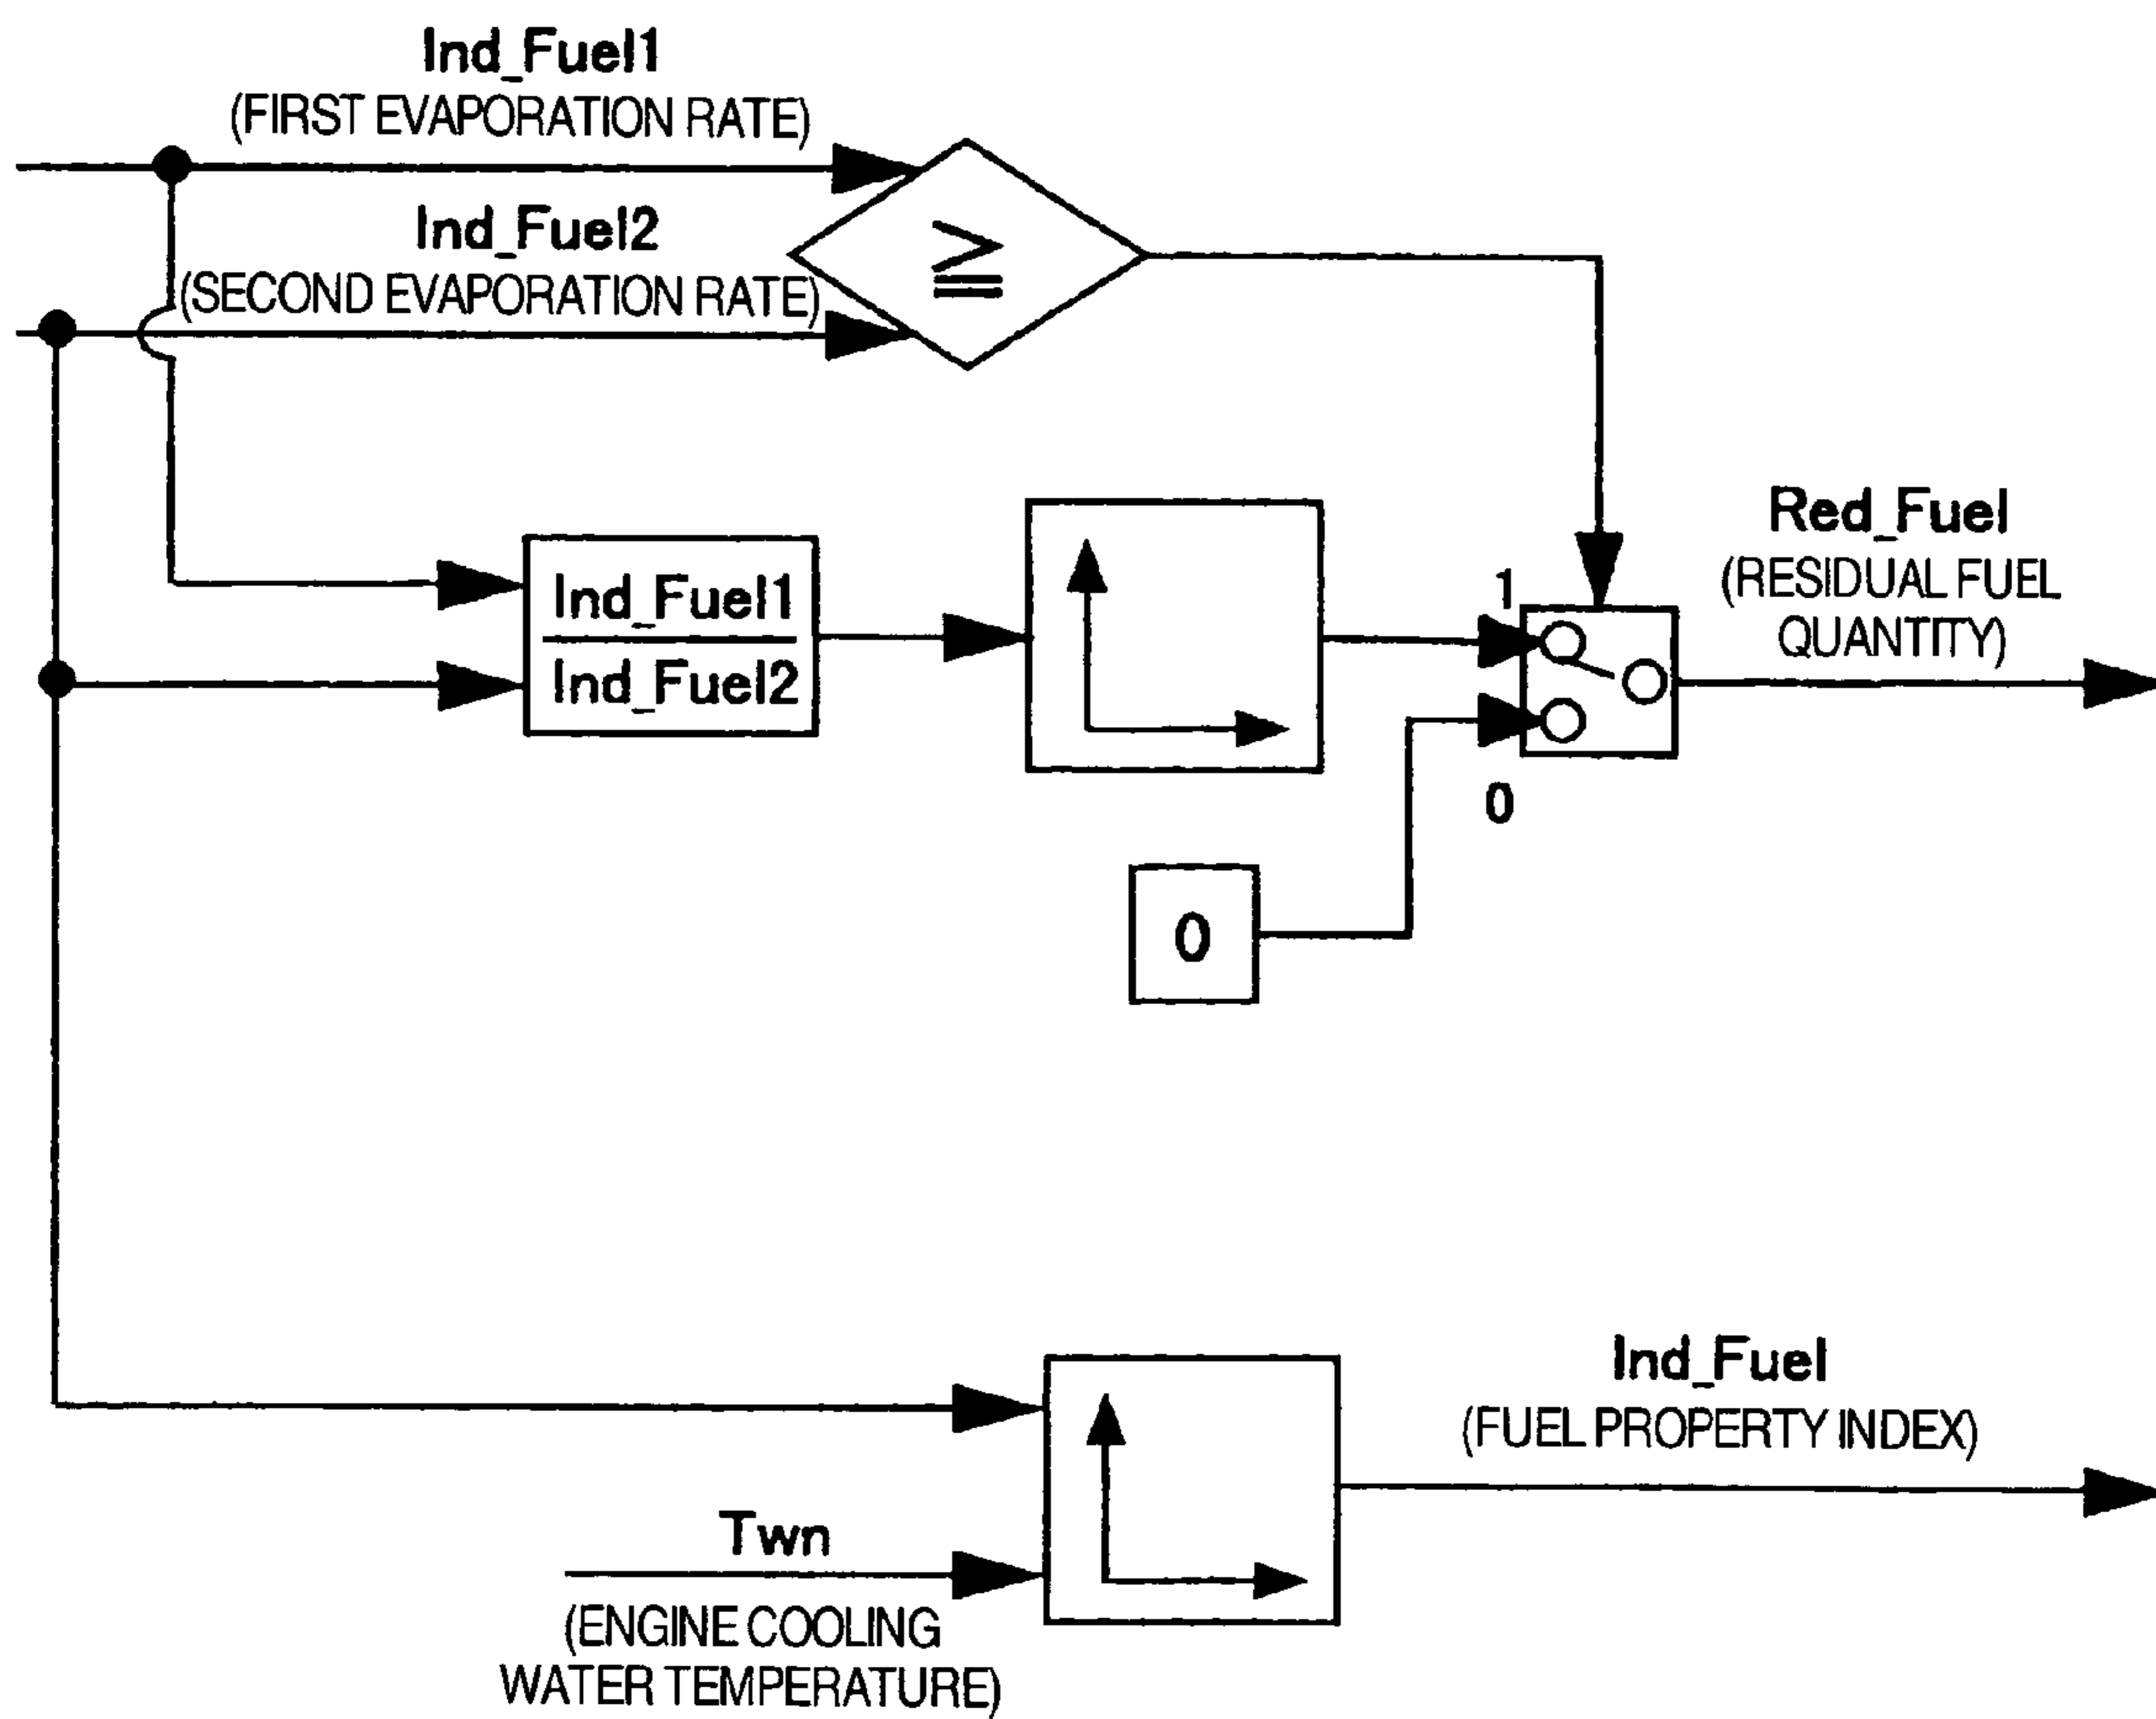 Ind_Fuel1
(FIRST EVAPORATION RATE)
Ind_Fuel2
(SECOND EVAPORATION RATE)
≧
Ind_Fuel1
Ind_Fuel2
1
0
Red_Fuel
(RESIDUAL FUEL
QUANTITY)
0
Ind_Fuel
(FUEL PROPERTY INDEX)
Twn
(ENGINE COOLING
WATER TEMPERATURE)